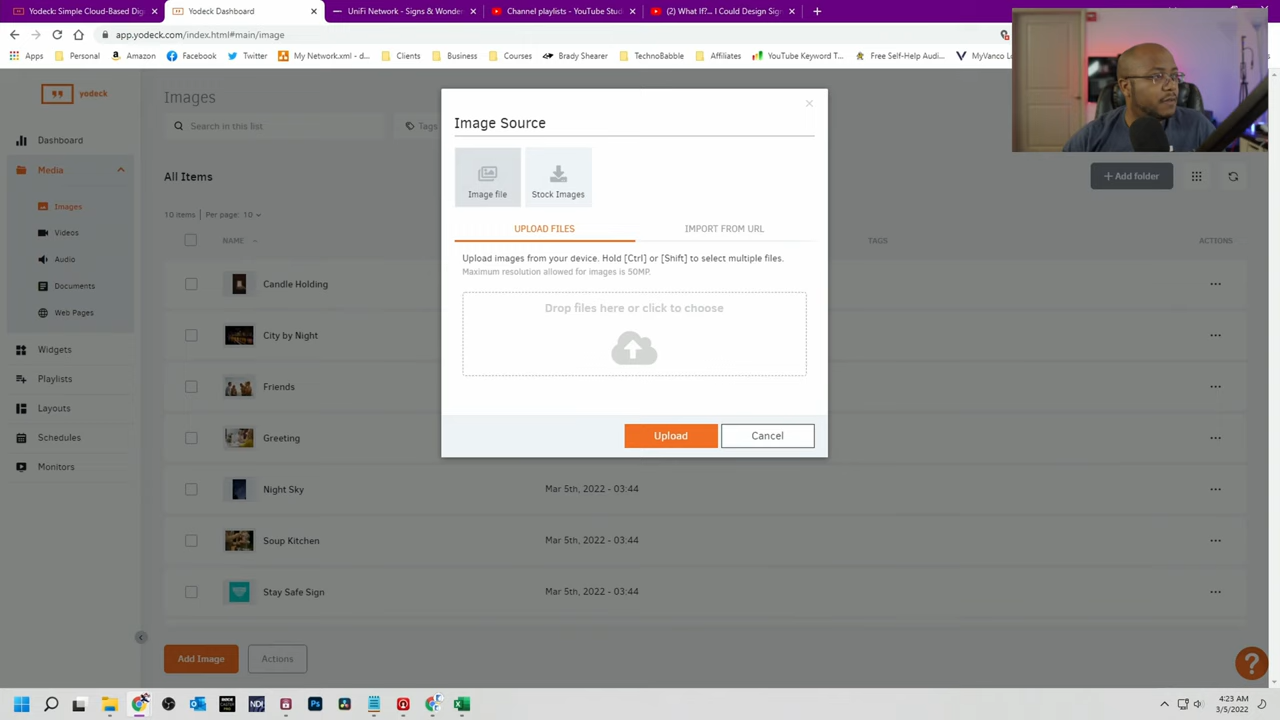 Yodeck: Simple Cloud-Based Dig
Yodeck Dashboard
UniFi Network - Signs & Wonder
Channel playlists - YouTube Stud
(2) What If?... I Could Design Sign
app.yodeck.com/index.html#main/image
Apps
Personal
Amazon
Facebook
Twitter
My Network.xml - d...
Clients
Business
Courses
Brady Shearer
TechnoBabble
Affiliates
YouTube Keyword T...
Free Self-Help Audi...
MyVanco Lo
yodeck
Dashboard
Media
Images
Videos
Audio
Documents
Web Pages
Widgets
Playlists
Layouts
Schedules
Monitors
Images
Search in this list
Tags
All Items
+ Add folder
10 items | Per page: 10
NAME
TAGS
ACTIONS
Candle Holding
City by Night
Friends
Greeting
Night Sky
Mar 5th, 2022 - 03:44
Soup Kitchen
Mar 5th, 2022 - 03:44
Stay Safe Sign
Mar 5th, 2022 - 03:44
Add Image
Actions
Image Source
Image file
Stock Images
UPLOAD FILES
IMPORT FROM URL
Upload images from your device. Hold [Ctrl] or [Shift] to select multiple files.
Maximum resolution allowed for images is 50MP.
Drop files here or click to choose
Upload
Cancel
?
NDI
Ps
4:23 AM
3/5/2022